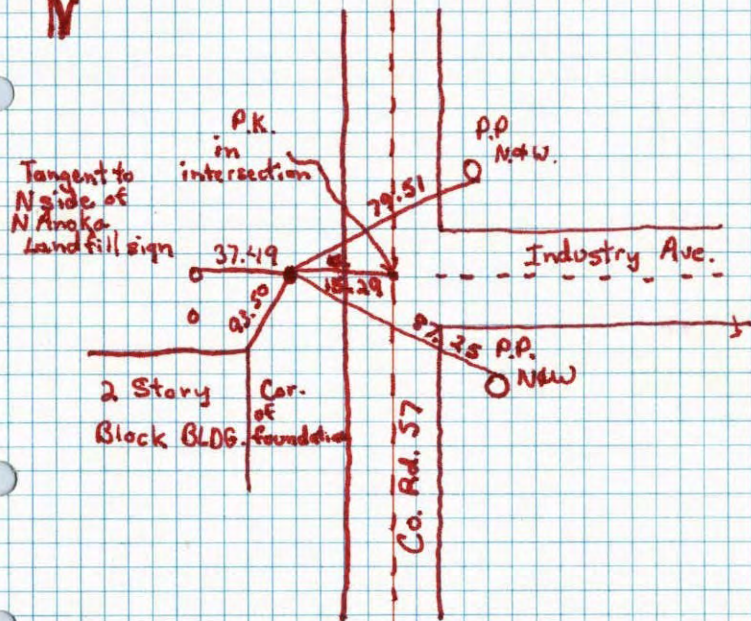 N
P.K.
in
intersection
P.P.
N&W.
Tangent to
N side of
N Anoka
Landfill sign
79.51
37.49
Industry Ave.
93.50
87.25
P.P.
N&W
2 Story
Block BLDG.
Cor.
of
foundation
Co. Rd. 57